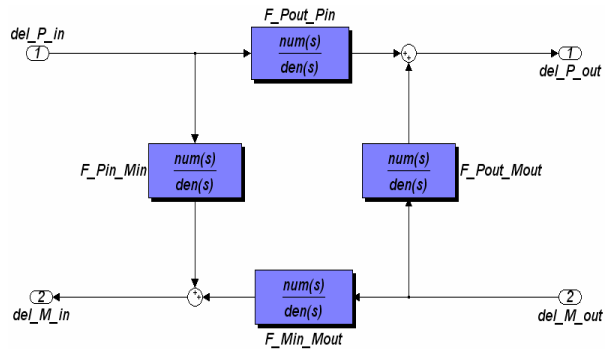 F_Pout_Pin
del_P_in
1
num(s)
den(s)
+
+
1
del_P_out
F_Pin_Min
num(s)
den(s)
num(s)
den(s)
F_Pout_Mout
2
del_M_in
+
+
num(s)
den(s)
2
del_M_out
F_Min_Mout